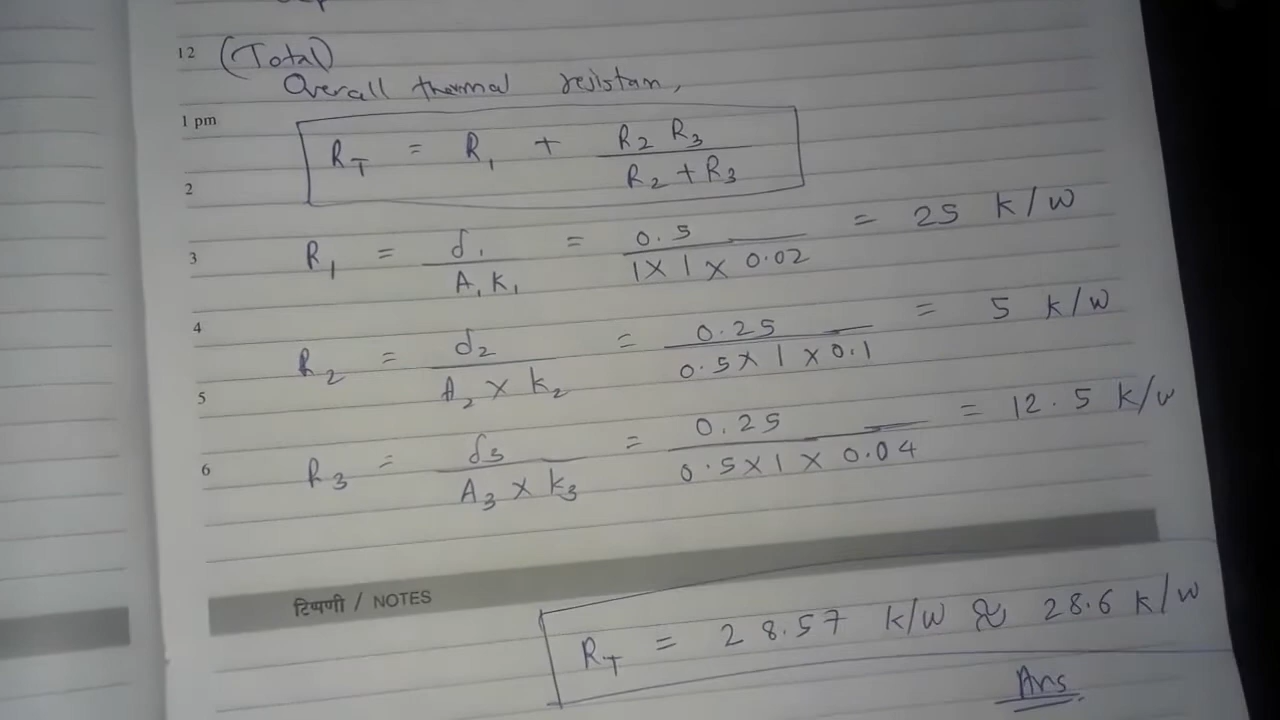 12 (Total)
Overall thermal resistan,
1 pm
R_T = R_1 + R_2 R_3 / R_2 + R_3
2
3 R_1 = δ_1 / A_1 K_1 = 0.5 / 1 × 1 × 0.02 = 25 K/W
4
R_2 = δ_2 / A_2 × K_2 = 0.25 / 0.5 × 1 × 0.1 = 5 K/W
5
6 R_3 = δ_3 / A_3 × K_3 = 0.25 / 0.5 × 1 × 0.04 = 12.5 K/W
टिप्पणी / NOTES
R_T = 28.57 K/W ≈ 28.6 K/W
Ans